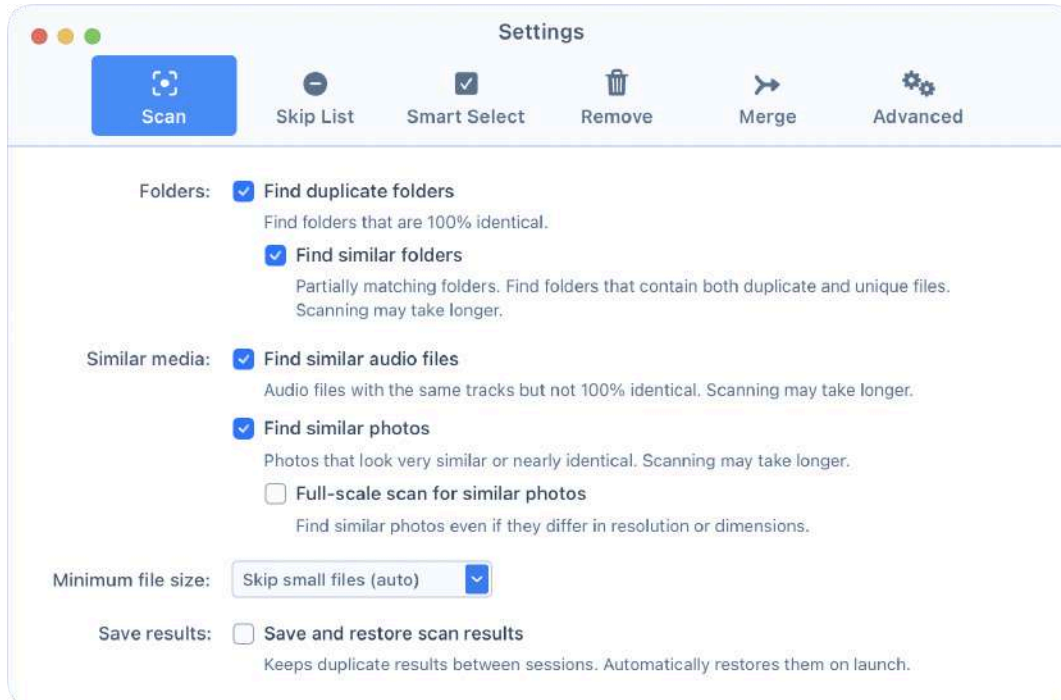 Settings
Scan
Skip List
Smart Select
Remove
Merge
Advanced
Folders:
Find duplicate folders
Find folders that are 100% identical.
Find similar folders
Partially matching folders. Find folders that contain both duplicate and unique files.
Scanning may take longer.
Similar media:
Find similar audio files
Audio files with the same tracks but not 100% identical. Scanning may take longer.
Find similar photos
Photos that look very similar or nearly identical. Scanning may take longer.
Full-scale scan for similar photos
Find similar photos even if they differ in resolution or dimensions.
Minimum file size:
Skip small files (auto)
Save results:
Save and restore scan results
Keeps duplicate results between sessions. Automatically restores them on launch.